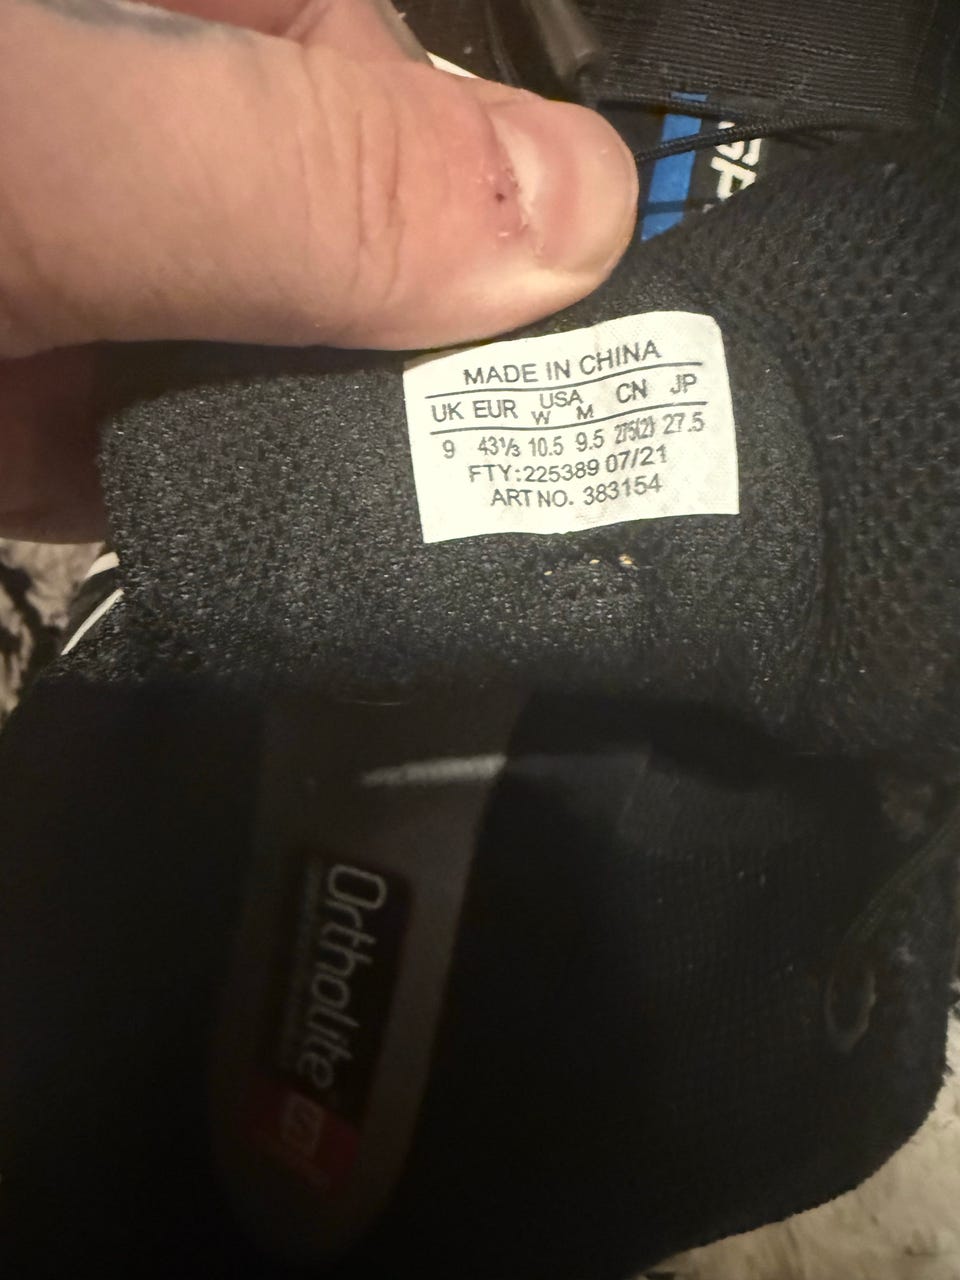 SP
MADE IN CHINA
UK EUR USA CN JP
W M
9 43⅓ 10.5 9.5 275(2) 27.5
FTY:225389 07/21
ART NO. 383154
Ortholite